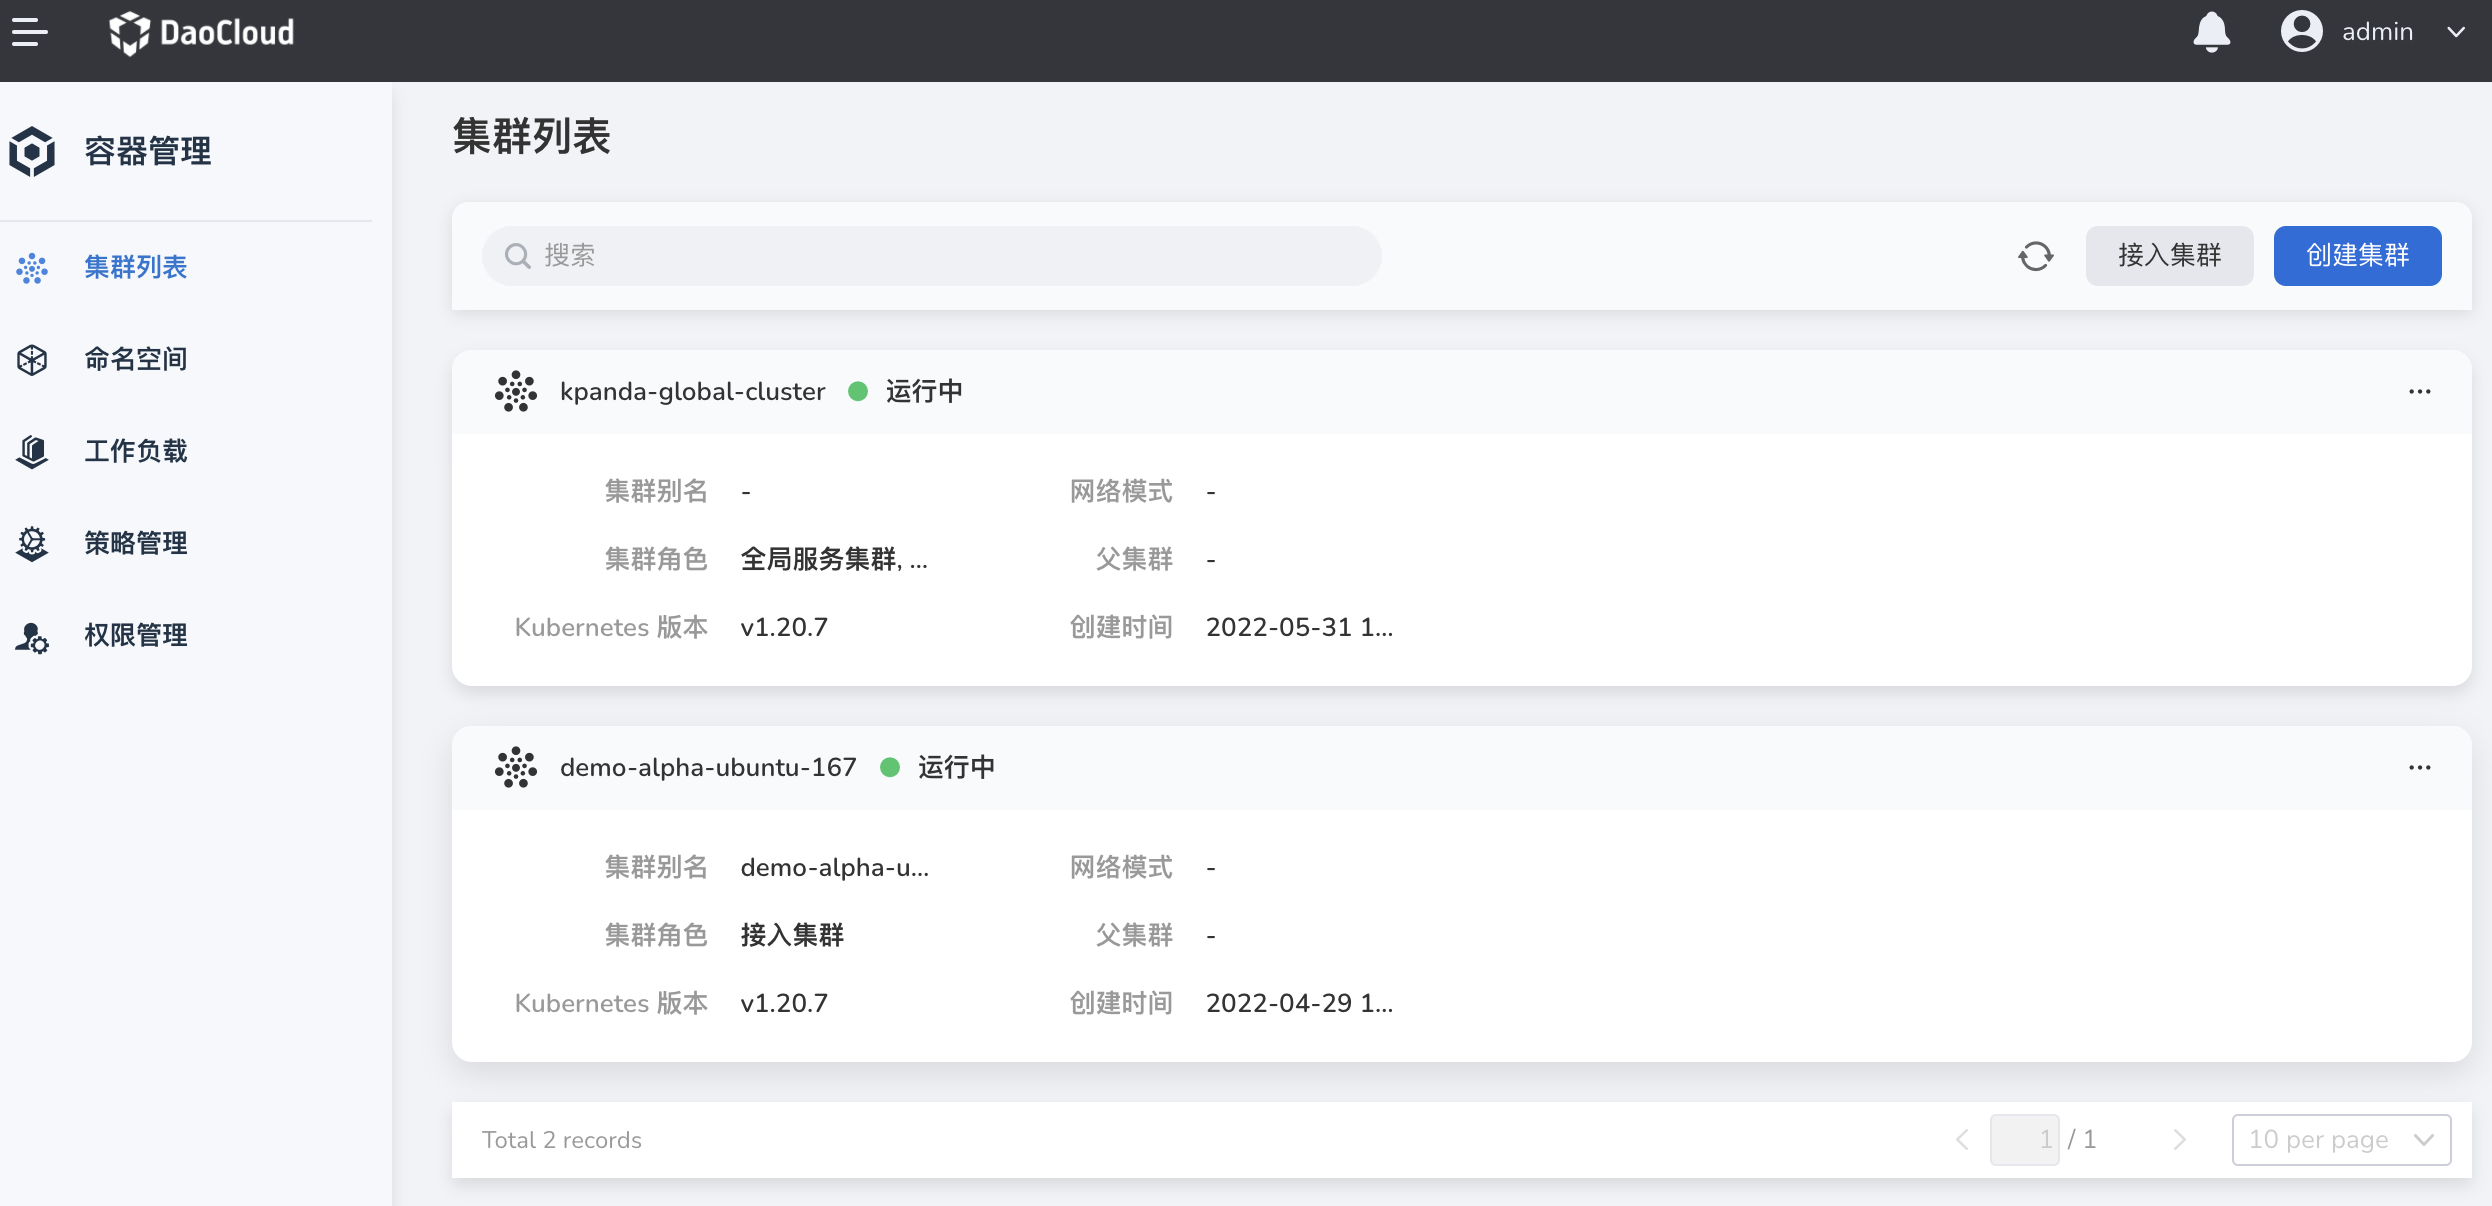 DaoCloud
admin
容器管理
集群列表
命名空间
工作负载
策略管理
权限管理
集群列表
搜索
接入集群
创建集群
kpanda-global-cluster 运行中
集群别名 - 网络模式 -
集群角色 全局服务集群, ... 父集群 -
Kubernetes 版本 v1.20.7 创建时间 2022-05-31 1...
demo-alpha-ubuntu-167 运行中
集群别名 demo-alpha-u... 网络模式 -
集群角色 接入集群 父集群 -
Kubernetes 版本 v1.20.7 创建时间 2022-04-29 1...
Total 2 records
1 / 1
10 per page